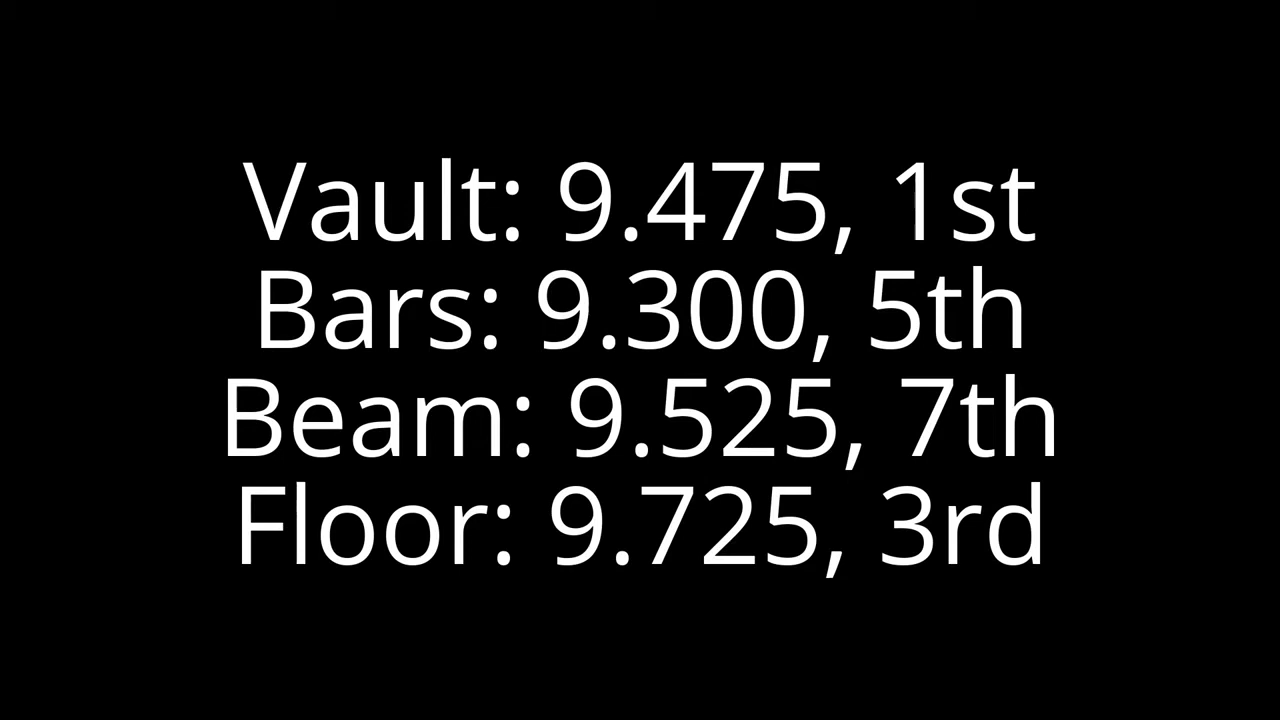 Vault: 9.475, 1st
Bars: 9.300, 5th
Beam: 9.525, 7th
Floor: 9.725, 3rd